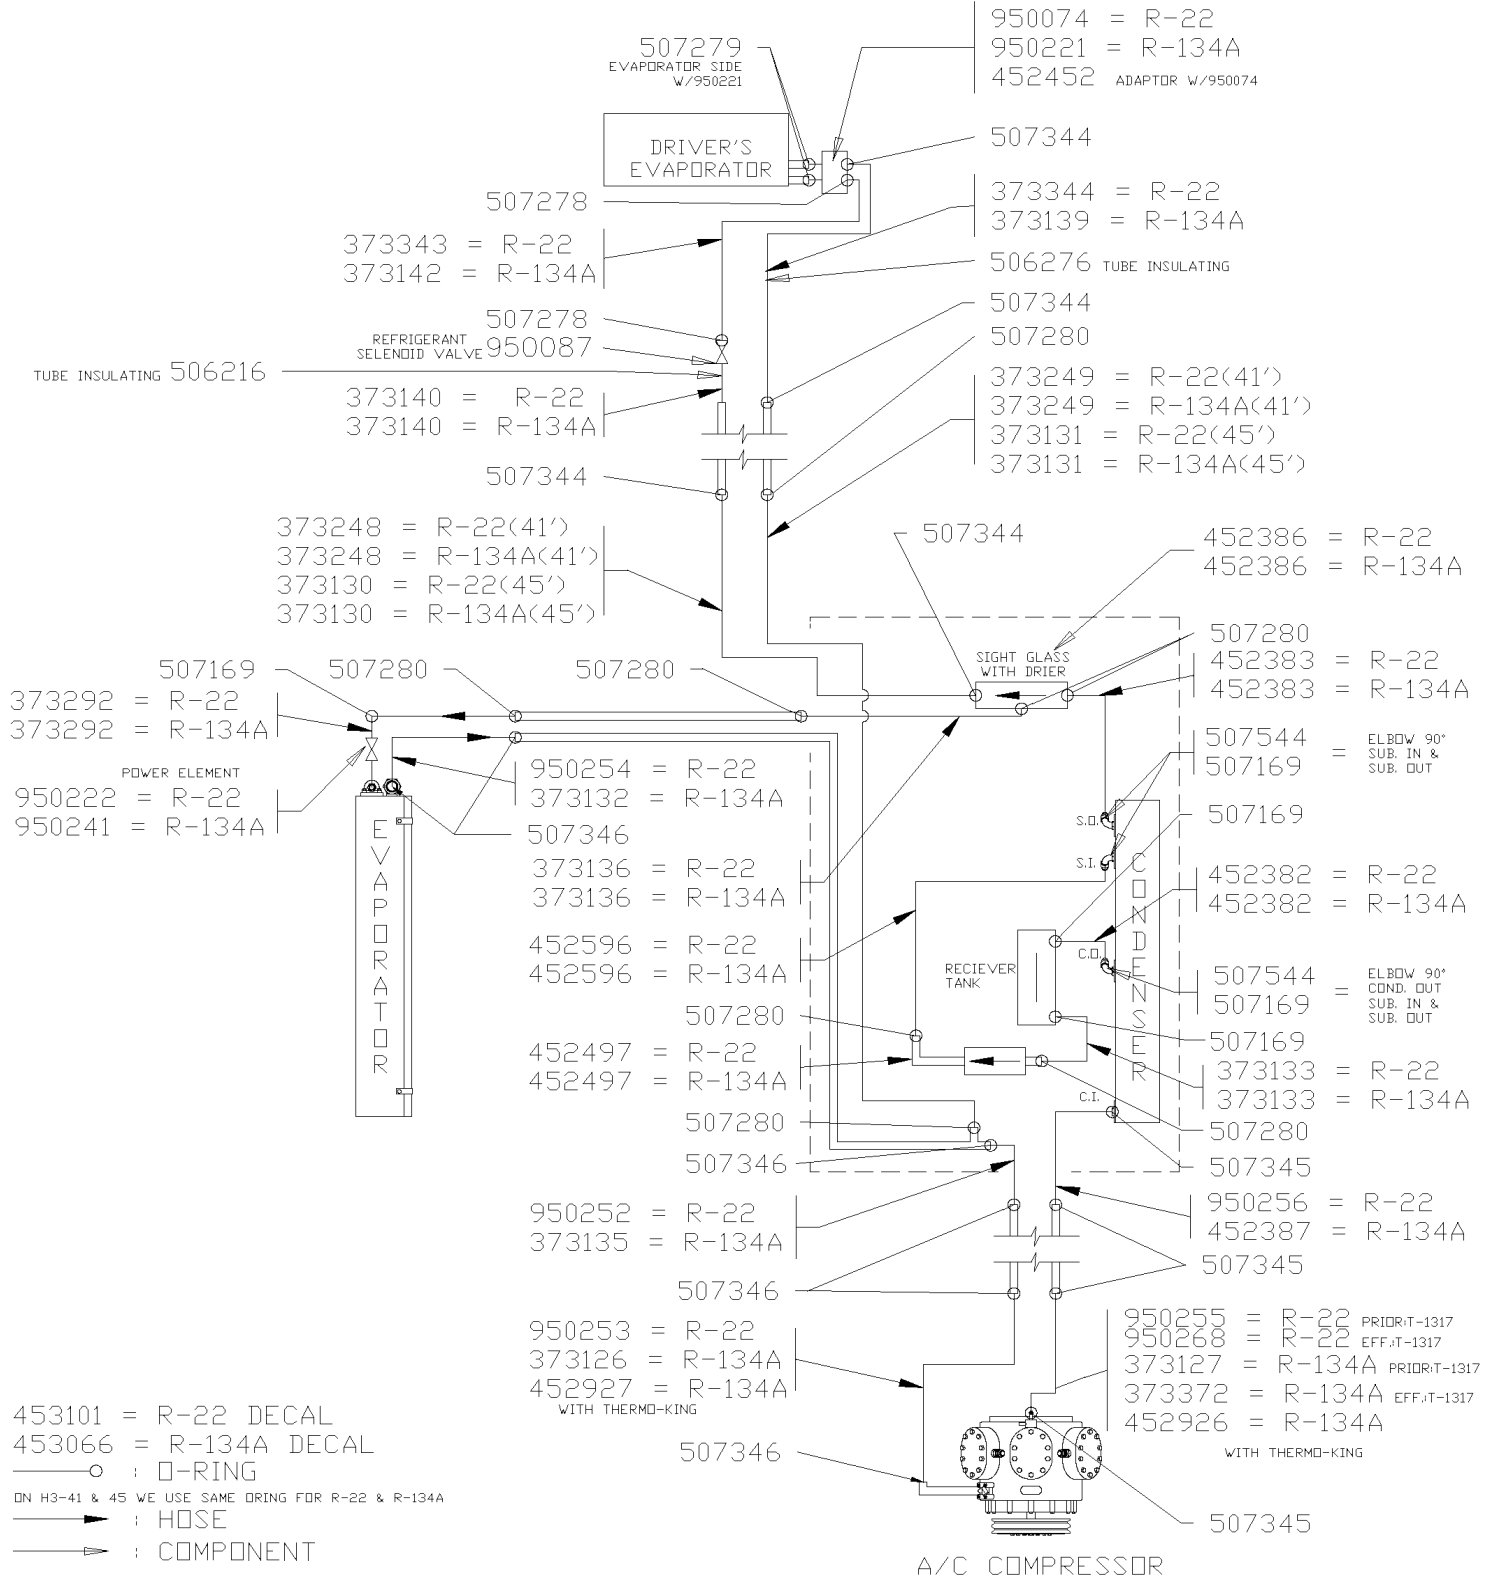 950074 = R-22
950221 = R-134A
452452 ADAPTOR W/950074
507279
EVAPORATOR SIDE
W/950221
DRIVER'S
EVAPORATOR
507344
507278
373344 = R-22
373139 = R-134A
373343 = R-22
373142 = R-134A
506276 TUBE INSULATING
507344
507278
507280
REFRIGERANT
SELENOID VALVE 950087
TUBE INSULATING 506216
373140 = R-22
373140 = R-134A
373249 = R-22(41')
373249 = R-134A(41')
373131 = R-22(45')
373131 = R-134A(45')
507344
373248 = R-22(41')
373248 = R-134A(41')
373130 = R-22(45')
373130 = R-134A(45')
507344
452386 = R-22
452386 = R-134A
507280
SIGHT GLASS
WITH DRIER
452383 = R-22
452383 = R-134A
507169
507280
507280
373292 = R-22
373292 = R-134A
507544
507169
=
ELBOW 90°
SUB. IN &
SUB. OUT
POWER ELEMENT
950222 = R-22
950241 = R-134A
950254 = R-22
373132 = R-134A
507346
EVAPORATOR
S.O.
507169
S.I.
CONDENSER
373136 = R-22
373136 = R-134A
452382 = R-22
452382 = R-134A
452596 = R-22
452596 = R-134A
RECIEVER
TANK
C.O.
507544
507169
=
ELBOW 90°
COND. OUT
SUB. IN &
SUB. OUT
507280
507169
452497 = R-22
452497 = R-134A
373133 = R-22
373133 = R-134A
C.I.
507280
507280
507346
507345
950252 = R-22
373135 = R-134A
950256 = R-22
452387 = R-134A
507346
507345
950253 = R-22
373126 = R-134A
452927 = R-134A
WITH THERMO-KING
950255 = R-22 PRIOR:T-1317
950268 = R-22 EFF.:T-1317
373127 = R-134A PRIOR:T-1317
373372 = R-134A EFF.:T-1317
452926 = R-134A
WITH THERMO-KING
507346
507345
A/C COMPRESSOR
453101 = R-22 DECAL
453066 = R-134A DECAL
: O-RING
ON H3-41 & 45 WE USE SAME ORING FOR R-22 & R-134A
: HOSE
: COMPONENT